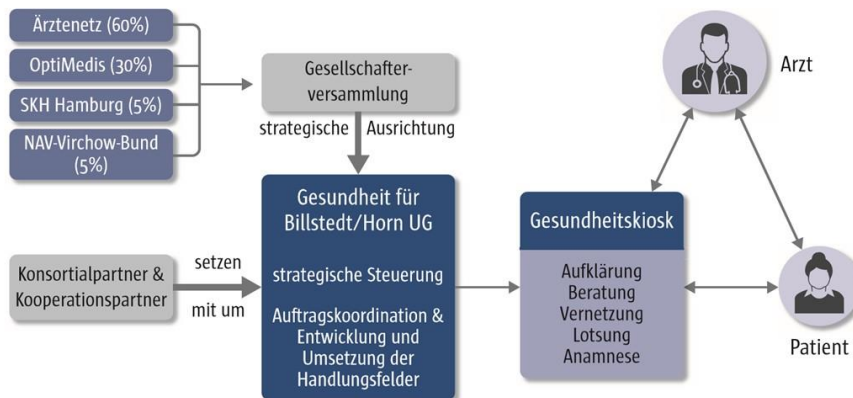 Ärztenetz (60%)
OptiMedis (30%)
SKH Hamburg (5%)
NAV-Virchow-Bund
(5%)
Gesellschafter-
versammlung
strategische Ausrichtung
Konsortialpartner &
Kooperationspartner
setzen
mit um
Gesundheit für
Billstedt/Horn UG
strategische Steuerung
Auftragskoordination &
Entwicklung und
Umsetzung der
Handlungsfelder
Gesundheitskiosk
Aufklärung
Beratung
Vernetzung
Lotsung
Anamnese
Arzt
Patient